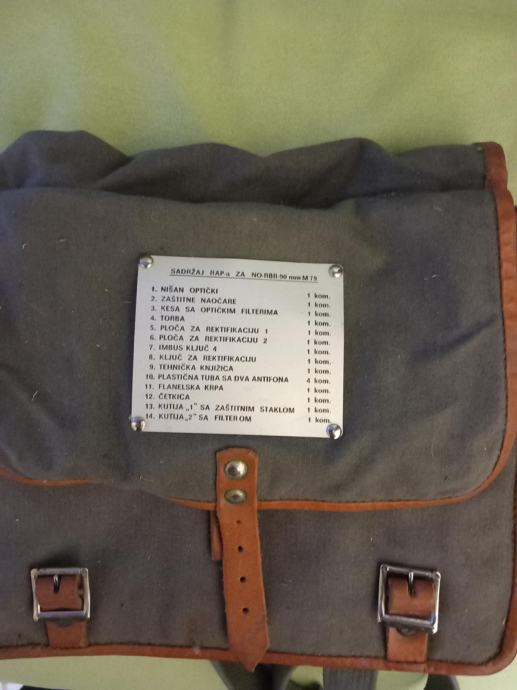 SADRŽAJ RAP-a ZA NO-RBR-90 mm M 79
1. NIŠAN OPTIČKI 1 kom.
2. ZAŠTITNE NAOČARE 1 kom.
3. KESA SA OPTIČKIM FILTERIMA 1 kom.
4. TORBA 1 kom.
5. PLOČA ZA REKTIFIKACIJU 1 1 kom.
6. PLOČA ZA REKTIFIKACIJU 2 1 kom.
7. IMBUS KLJUČ 4 1 kom.
8. KLJUČ ZA REKTIFIKACIJU 1 kom.
9. TEHNIČKA KNJIŽICA 1 kom.
10. PLASTIČNA TUBA SA DVA ANTIFONA 4 kom.
11. FLANELSKA KRPA 1 kom.
12. ČETKICA 1 kom.
13. KUTIJA „1" SA ZAŠTITNIM STAKLOM 1 kom.
14. KUTIJA „2" SA FILTEROM 1 kom.